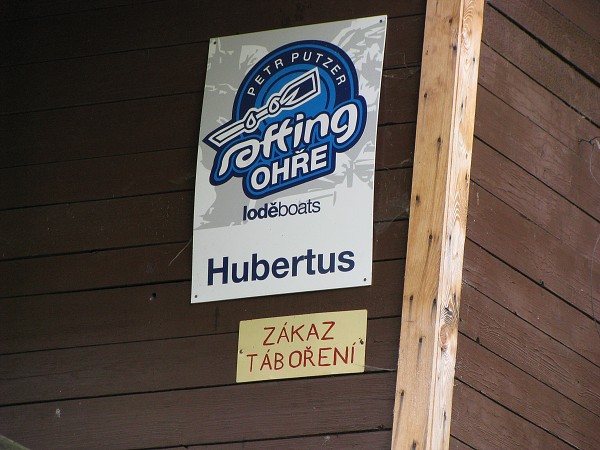 PETR PUTZER
rafting
OHŘE
loděboats
Hubertus
ZÁKAZ
TÁBOŘENÍ